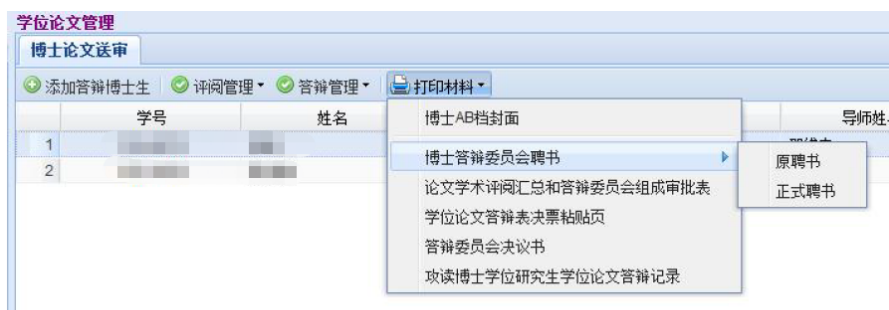 学位论文管理
博士论文送审
添加答辩博士生 评阅管理 答辩管理 打印材料
学号 姓名 导师姓
1
2
博士AB档封面
博士答辩委员会聘书
论文学术评阅汇总和答辩委员会组成审批表
学位论文答辩表决票粘贴页
答辩委员会决议书
攻读博士学位研究生学位论文答辩记录
原聘书
正式聘书